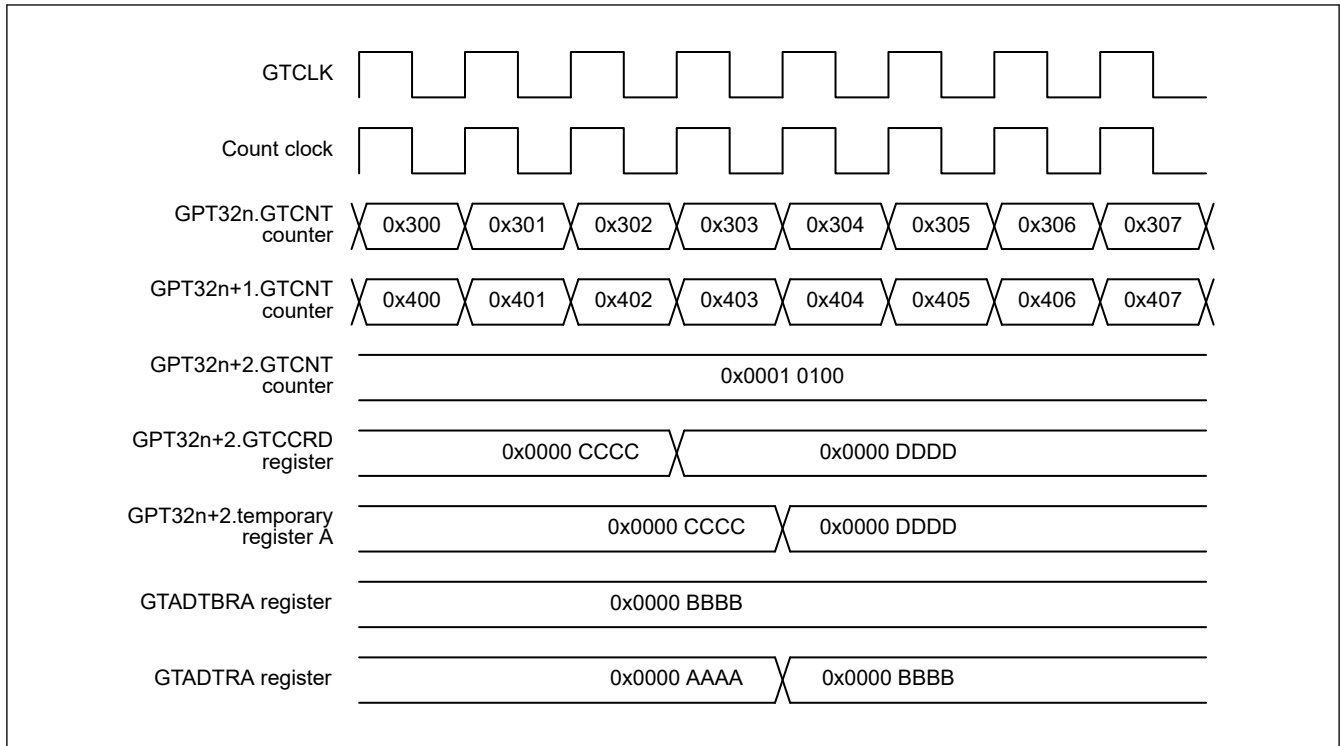 GTCLK
Count clock
GPT32n.GTCNT
counter
0x300 0x301 0x302 0x303 0x304 0x305 0x306 0x307
GPT32n+1.GTCNT
counter
0x400 0x401 0x402 0x403 0x404 0x405 0x406 0x407
GPT32n+2.GTCNT
counter
0x0001 0100
GPT32n+2.GTCCRD
register
0x0000 CCCC 0x0000 DDDD
GPT32n+2.temporary
register A
0x0000 CCCC 0x0000 DDDD
GTADTBRA register 0x0000 BBBB
GTADTRA register 0x0000 AAAA 0x0000 BBBB